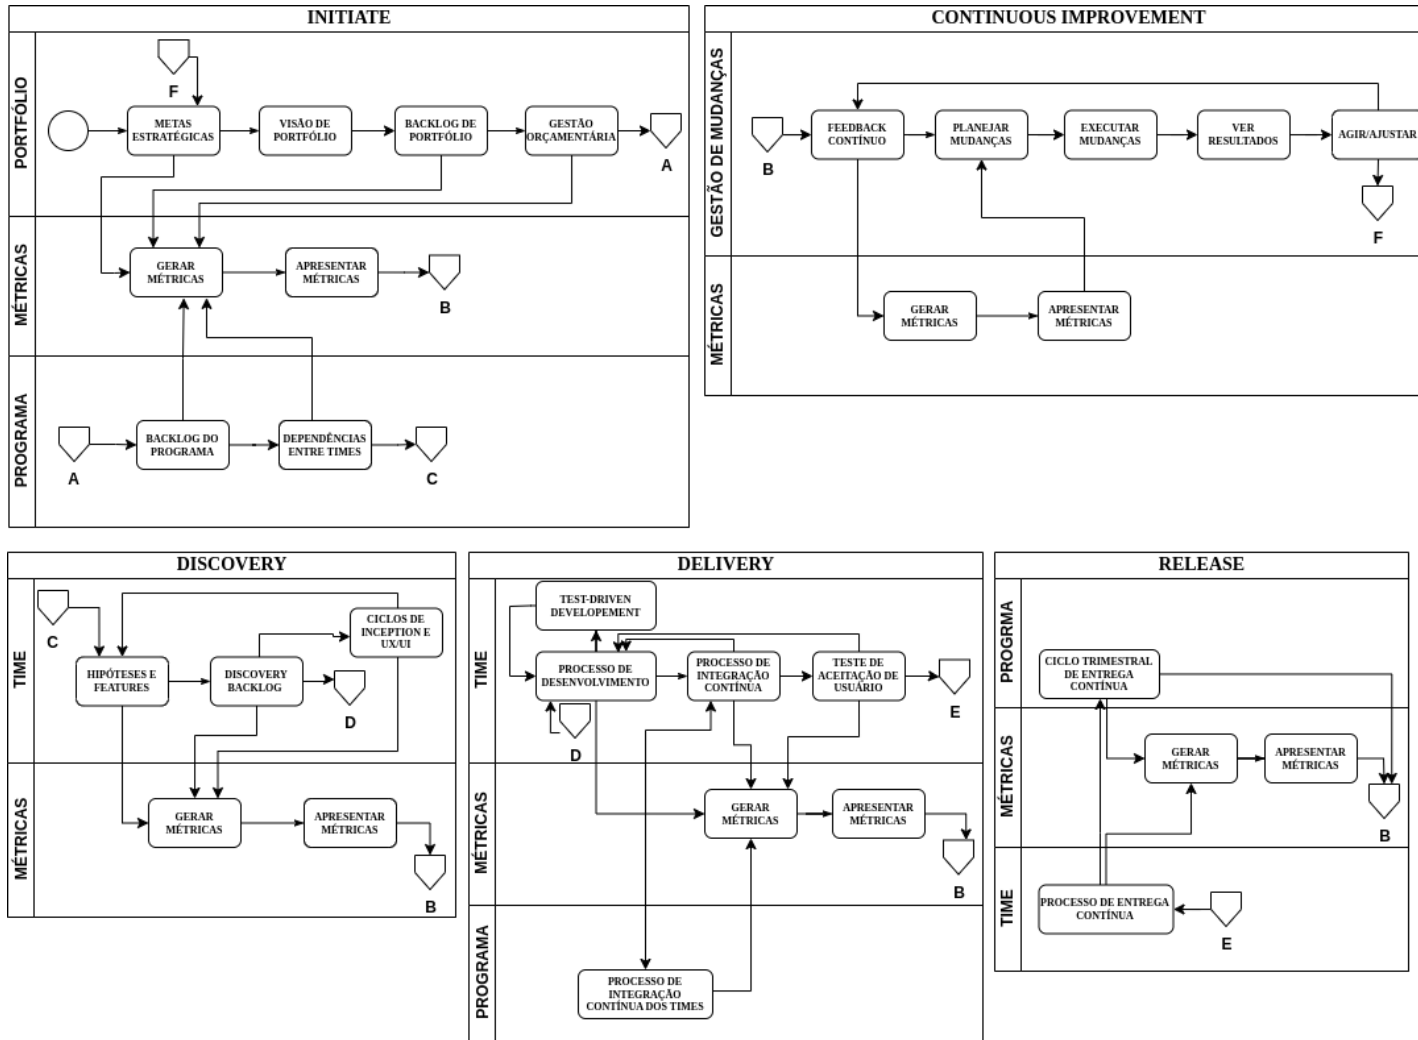 INITIATE
PORTFÓLIO
F
METAS
ESTRATÉGICAS
VISÃO DE
PORTFÓLIO
BACKLOG DE
PORTFÓLIO
GESTÃO
ORÇAMENTÁRIA
A
MÉTRICAS
GERAR
MÉTRICAS
APRESENTAR
MÉTRICAS
B
PROGRAMA
A
BACKLOG DO
PROGRAMA
DEPENDÊNCIAS
ENTRE TIMES
C
CONTINUOUS IMPROVEMENT
GESTÃO DE MUDANÇAS
B
FEEDBACK
CONTÍNUO
PLANEJAR
MUDANÇAS
EXECUTAR
MUDANÇAS
VER
RESULTADOS
AGIR/AJUSTAR
F
MÉTRICAS
GERAR
MÉTRICAS
APRESENTAR
MÉTRICAS
DISCOVERY
TIME
C
HIPÓTESES E
FEATURES
DISCOVERY
BACKLOG
CICLOS DE
INCEPTION E
UX/UI
D
MÉTRICAS
GERAR
MÉTRICAS
APRESENTAR
MÉTRICAS
B
DELIVERY
TIME
TEST-DRIVEN
DEVELOPEMENT
PROCESSO DE
DESENVOLVIMENTO
PROCESSO DE
INTEGRAÇÃO
CONTÍNUA
TESTE DE
ACEITAÇÃO DE
USUÁRIO
E
D
MÉTRICAS
GERAR
MÉTRICAS
APRESENTAR
MÉTRICAS
B
PROGRAMA
PROCESSO DE
INTEGRAÇÃO
CONTÍNUA DOS TIMES
RELEASE
PROGRMA
CICLO TRIMESTRAL
DE ENTREGA
CONTÍNUA
MÉTRICAS
GERAR
MÉTRICAS
APRESENTAR
MÉTRICAS
B
TIME
PROCESSO DE ENTREGA
CONTÍNUA
E